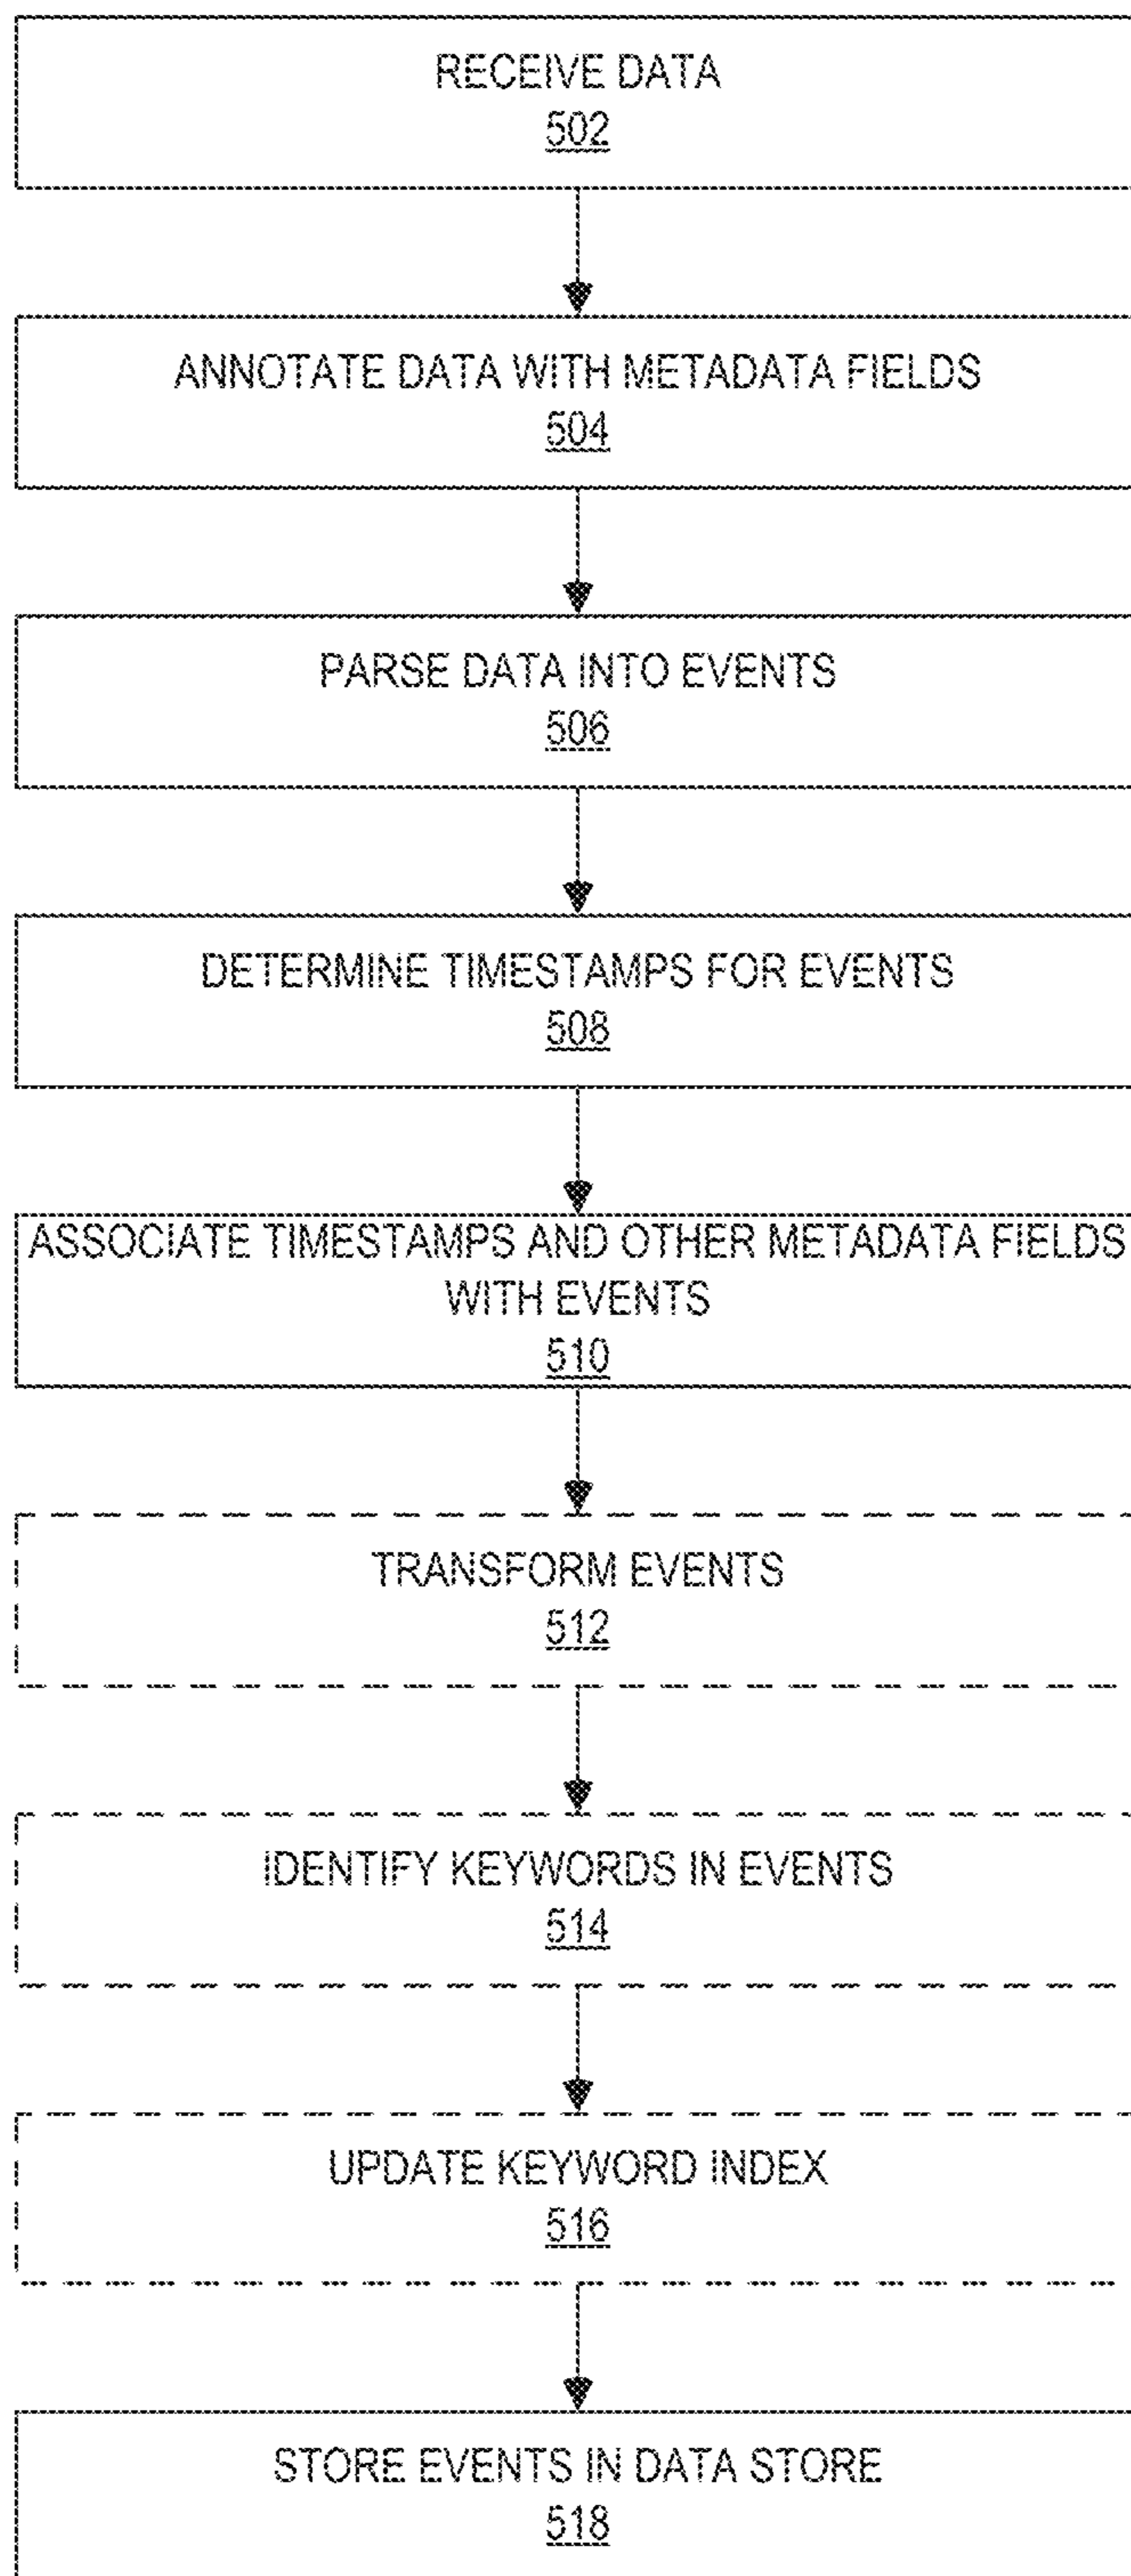 RECEIVE DATA
502
ANNOTATE DATA WITH METADATA FIELDS
504
PARSE DATA INTO EVENTS
506
DETERMINE TIMESTAMPS FOR EVENTS
508
ASSOCIATE TIMESTAMPS AND OTHER METADATA FIELDS
WITH EVENTS
510
TRANSFORM EVENTS
512
IDENTIFY KEYWORDS IN EVENTS
514
UPDATE KEYWORD INDEX
516
STORE EVENTS IN DATA STORE
518